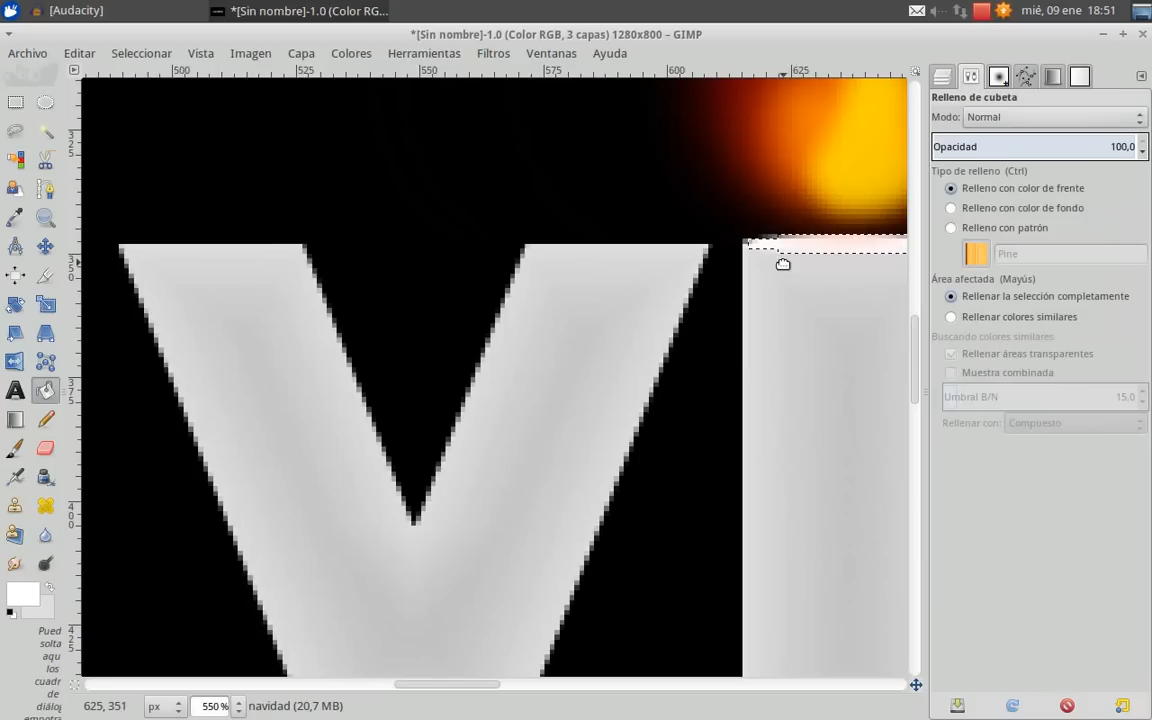 [Audacity]
*[Sin nombre]-1.0 (Color RG...
mié, 09 ene 18:51
*[Sin nombre]-1.0 (Color RGB, 3 capas) 1280x800 – GIMP
Archivo Editar Seleccionar Vista Imagen Capa Colores Herramientas Filtros Ventanas Ayuda
500 525 550 575 600 625
325
350
375
400
425
Relleno de cubeta
Modo: Normal
Opacidad 100,0
Tipo de relleno (Ctrl)
Relleno con color de frente
Relleno con color de fondo
Relleno con patrón
Pine
Área afectada (Mayús)
Rellenar la selección completamente
Rellenar colores similares
Buscando colores similares
Rellenar áreas transparentes
Muestra combinada
Umbral B/N 15,0
Rellenar con: Compuesto
Pued
solta
aqu
los
cuadr
de
diálog
625, 351 px 550 % navidad (20,7 MB)